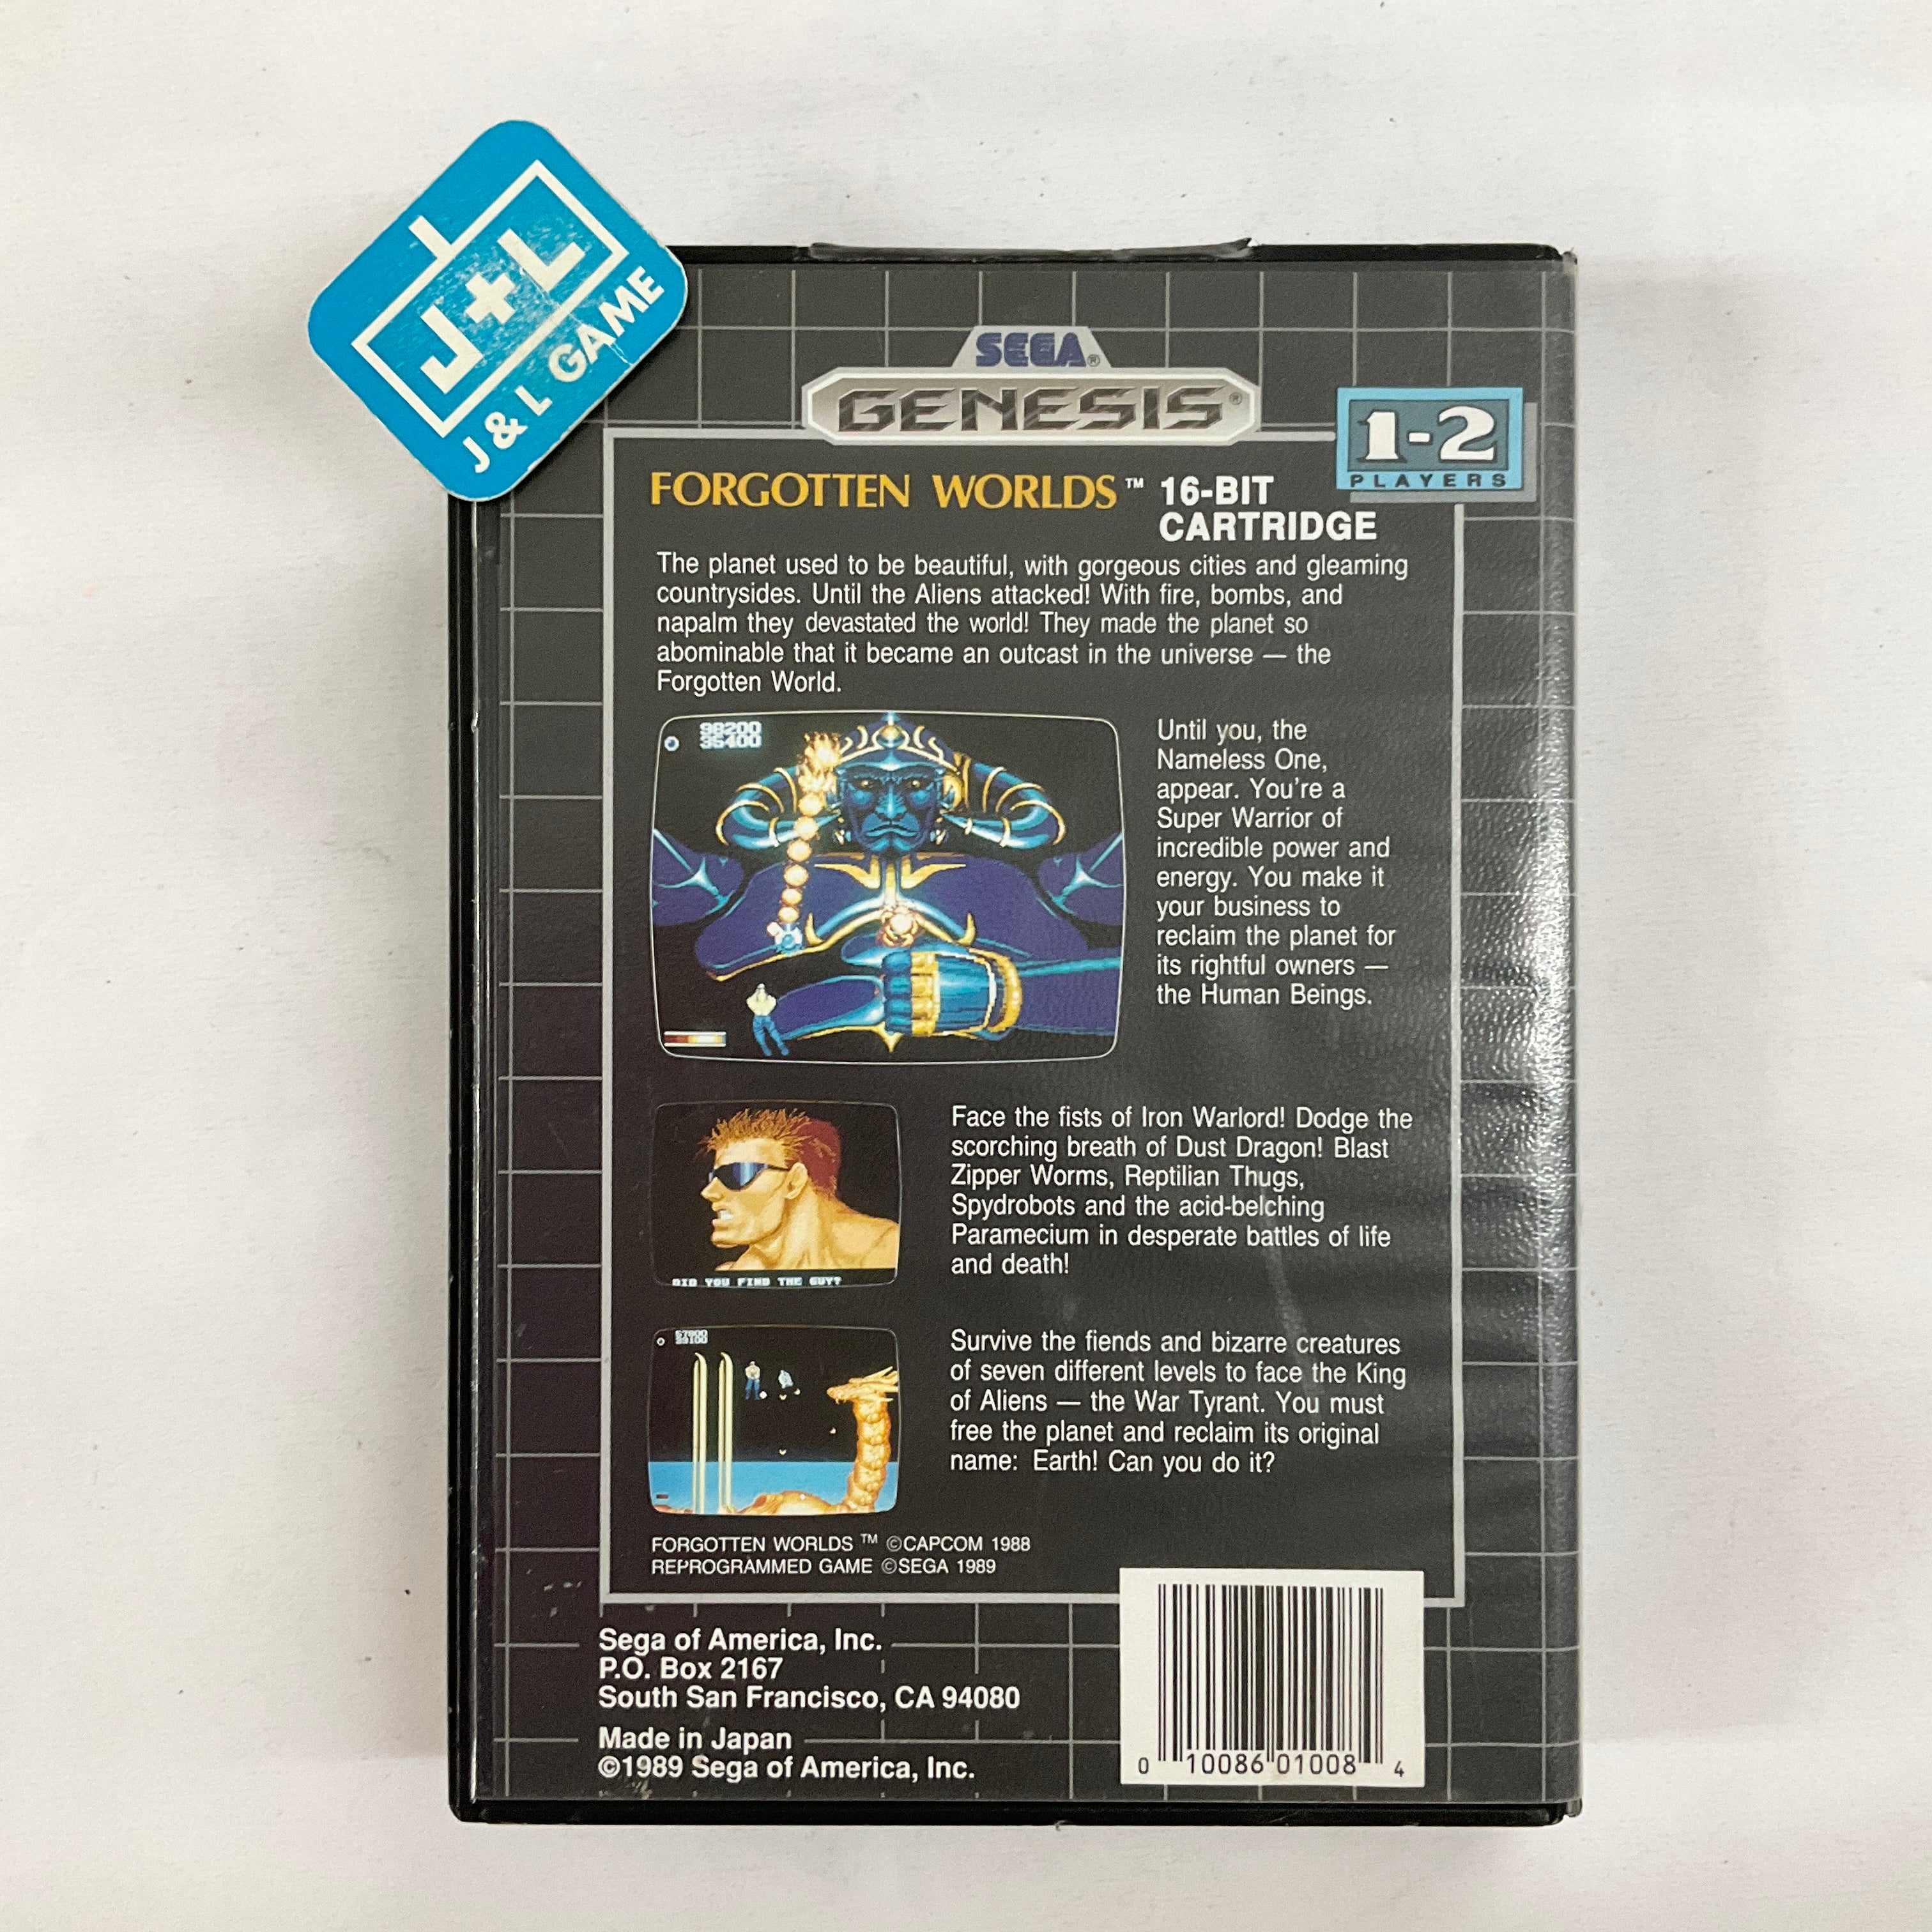 J+L
J & L GAME
SEGA®
GENESIS®
1-2
PLAYERS
FORGOTTEN WORLDS™ 16-BIT
CARTRIDGE
The planet used to be beautiful, with gorgeous cities and gleaming
countrysides. Until the Aliens attacked! With fire, bombs, and
napalm they devastated the world! They made the planet so
abominable that it became an outcast in the universe — the
Forgotten World.
98200
35400
Until you, the
Nameless One,
appear. You're a
Super Warrior of
incredible power and
energy. You make it
your business to
reclaim the planet for
its rightful owners —
the Human Beings.
DID YOU FIND THE GUY?
Face the fists of Iron Warlord! Dodge the
scorching breath of Dust Dragon! Blast
Zipper Worms, Reptilian Thugs,
Spydrobots and the acid-belching
Paramecium in desperate battles of life
and death!
Survive the fiends and bizarre creatures
of seven different levels to face the King
of Aliens — the War Tyrant. You must
free the planet and reclaim its original
name: Earth! Can you do it?
FORGOTTEN WORLDS ™ ©CAPCOM 1988
REPROGRAMMED GAME ©SEGA 1989
Sega of America, Inc.
P.O. Box 2167
South San Francisco, CA 94080
Made in Japan
©1989 Sega of America, Inc.
0 10086 01008 4